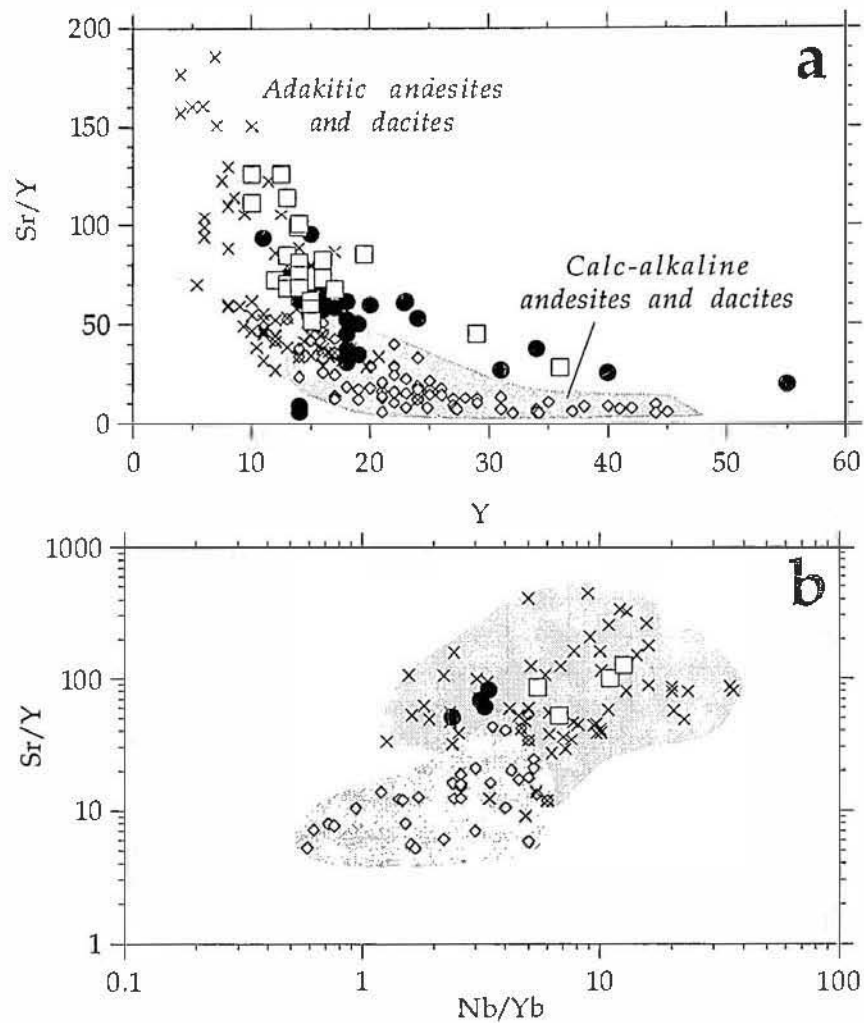 200
a
Adakitic andesites
and dacites
150
Sr/Y
100
Calc-alkaline
andesites and dacites
50
0
0 10 20 30 40 50 60
Y
1000
b
100
Sr/Y
10
1
0.1 1 10 100
Nb/Yb